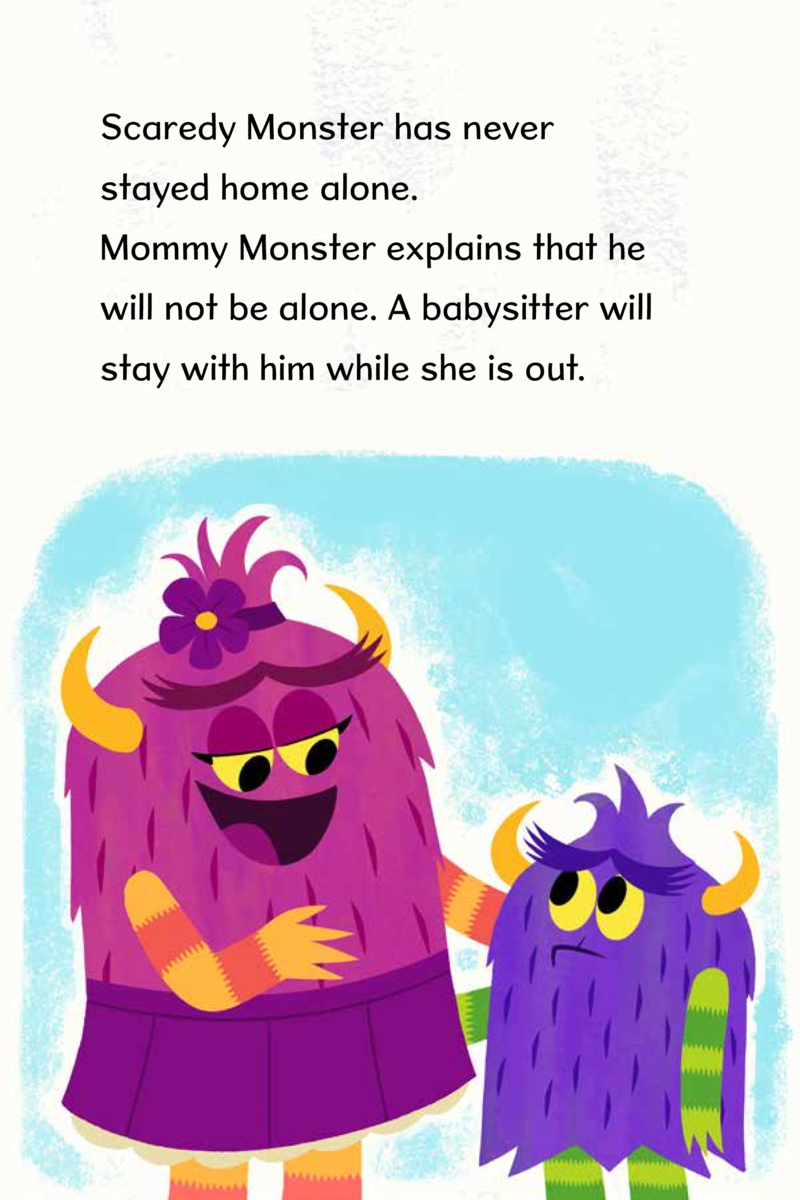 Scaredy Monster has never
stayed home alone.
Mommy Monster explains that he
will not be alone. A babysitter will
stay with him while she is out.